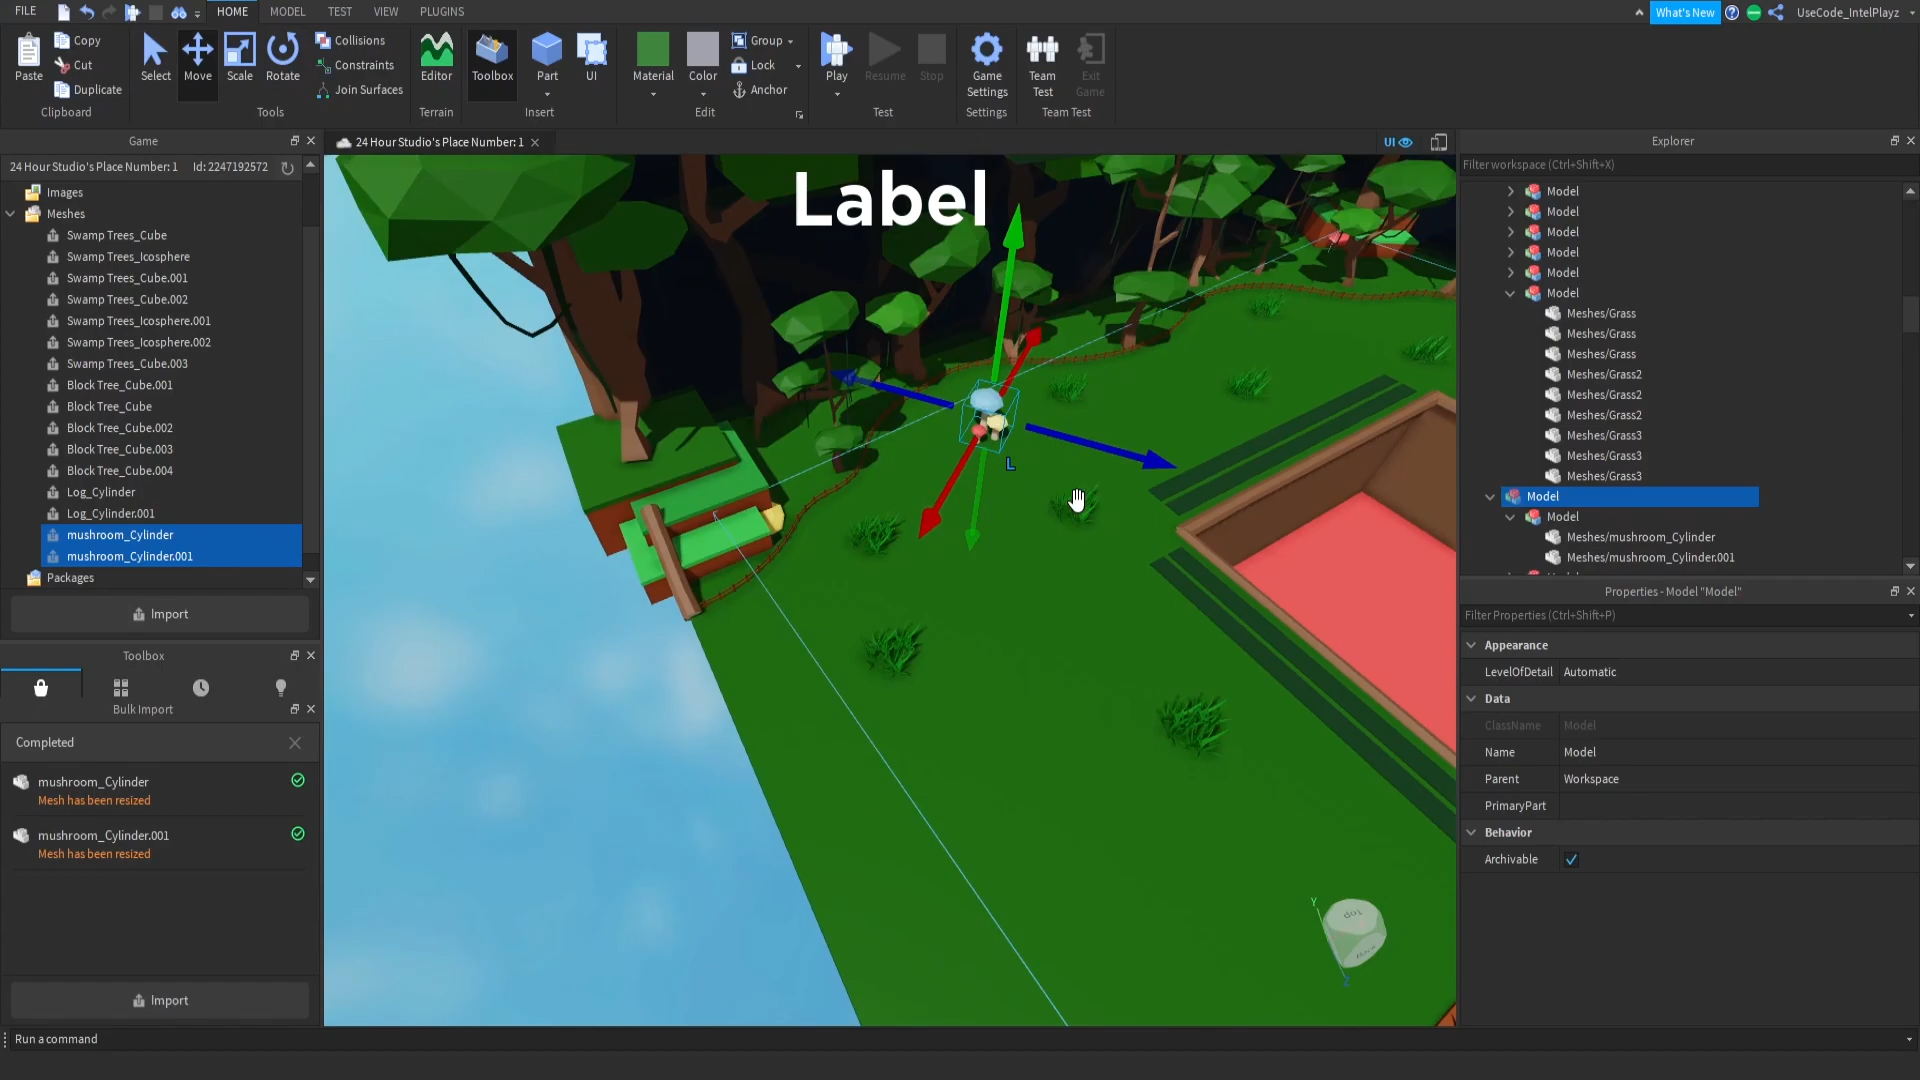 FILE
HOME
MODEL
TEST
VIEW
PLUGINS
What's New
UseCode_IntelPlayz
Paste
Copy
Cut
Duplicate
Clipboard
Select
Move
Scale
Rotate
Collisions
Constraints
Join Surfaces
Tools
Editor
Terrain
Toolbox
Part
UI
Insert
Material
Color
Group
Lock
Anchor
Edit
Play
Resume
Stop
Test
Game
Settings
Settings
Team
Test
Exit
Game
Team Test
Game
24 Hour Studio's Place Number: 1 Id: 2247192572
Images
Meshes
Swamp Trees_Cube
Swamp Trees_Icosphere
Swamp Trees_Cube.001
Swamp Trees_Cube.002
Swamp Trees_Icosphere.001
Swamp Trees_Icosphere.002
Swamp Trees_Cube.003
Block Tree_Cube.001
Block Tree_Cube
Block Tree_Cube.002
Block Tree_Cube.003
Block Tree_Cube.004
Log_Cylinder
Log_Cylinder.001
mushroom_Cylinder
mushroom_Cylinder.001
Packages
Import
Toolbox
Bulk Import
Completed
mushroom_Cylinder
Mesh has been resized
mushroom_Cylinder.001
Mesh has been resized
Import
Run a command
24 Hour Studio's Place Number: 1
UI
Label
L
Y
Top
Z
Explorer
Filter workspace (Ctrl+Shift+X)
Model
Model
Model
Model
Model
Model
Meshes/Grass
Meshes/Grass
Meshes/Grass
Meshes/Grass2
Meshes/Grass2
Meshes/Grass2
Meshes/Grass3
Meshes/Grass3
Meshes/Grass3
Model
Model
Meshes/mushroom_Cylinder
Meshes/mushroom_Cylinder.001
Properties - Model "Model"
Filter Properties (Ctrl+Shift+P)
Appearance
LevelOfDetail Automatic
Data
ClassName Model
Name Model
Parent Workspace
PrimaryPart
Behavior
Archivable